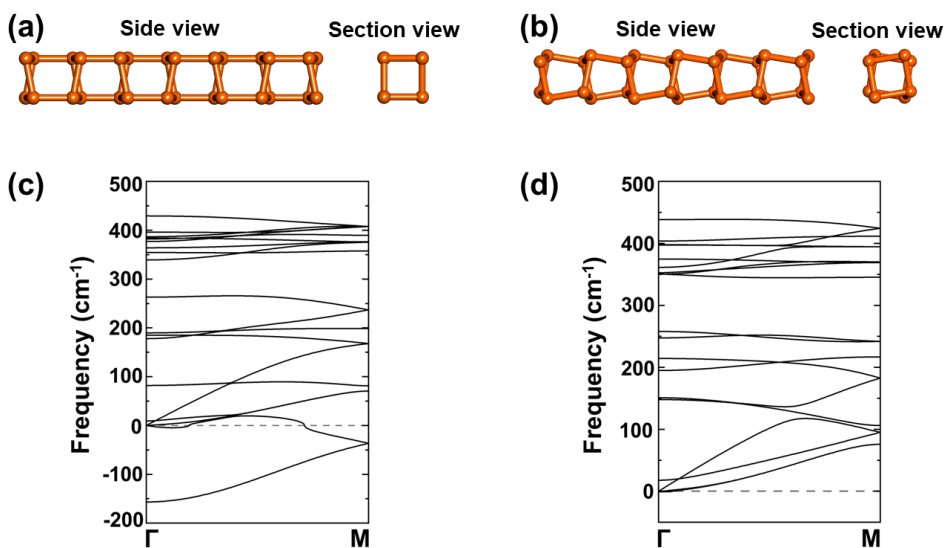 (a) Side view Section view
(b) Side view Section view
(c)
500
400
300
200
100
0
-100
-200
Frequency (cm-1)
Γ M
(d)
500
400
300
200
100
0
Frequency (cm-1)
Γ M